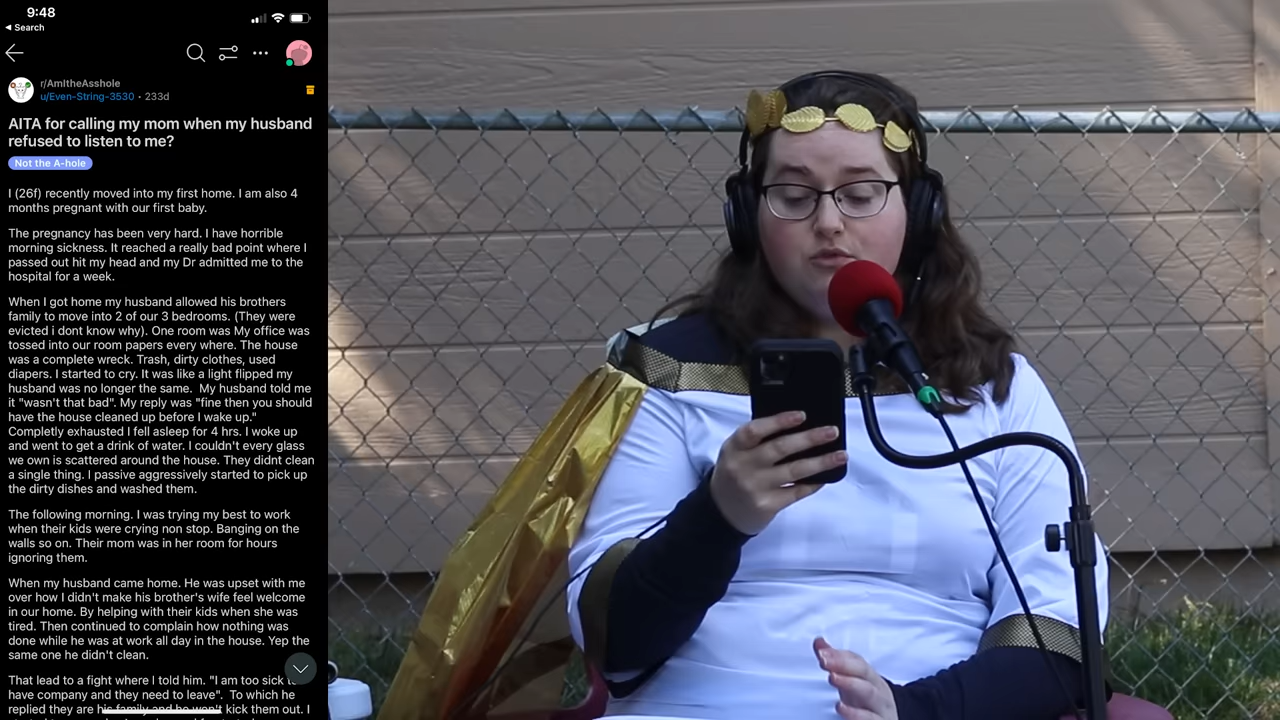 9:48
◀ Search
r/AmItheAsshole
u/Even-String-3530 • 233d
AITA for calling my mom when my husband
refused to listen to me?
Not the A-hole
I (26f) recently moved into my first home. I am also 4
months pregnant with our first baby.
The pregnancy has been very hard. I have horrible
morning sickness. It reached a really bad point where I
passed out hit my head and my Dr admitted me to the
hospital for a week.
When I got home my husband allowed his brothers
family to move into 2 of our 3 bedrooms. (They were
evicted i dont know why). One room was My office was
tossed into our room papers every where. The house
was a complete wreck. Trash, dirty clothes, used
diapers. I started to cry. It was like a light flipped my
husband was no longer the same.  My husband told me
it "wasn't that bad". My reply was "fine then you should
have the house cleaned up before I wake up."
Completly exhausted I fell asleep for 4 hrs. I woke up
and went to get a drink of water. I couldn't every glass
we own is scattered around the house. They didnt clean
a single thing. I passive aggressively started to pick up
the dirty dishes and washed them.
The following morning. I was trying my best to work
when their kids were crying non stop. Banging on the
walls so on. Their mom was in her room for hours
ignoring them.
When my husband came home. He was upset with me
over how I didn't make his brother's wife feel welcome
in our home. By helping with their kids when she was
tired. Then continued to complain how nothing was
done while he was at work all day in the house. Yep the
same one he didn't clean.
That lead to a fight where I told him. "I am too sick to
have company and they need to leave".  To which he
replied they are his family and he won't kick them out. I